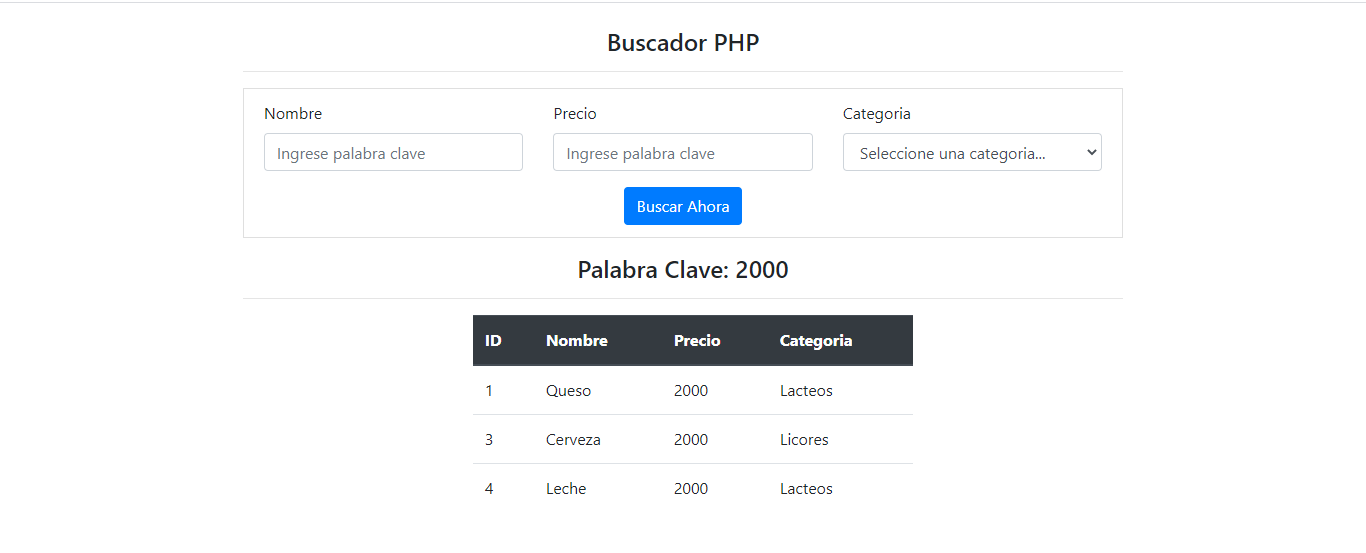 Buscador PHP
Nombre Precio Categoria
Ingrese palabra clave Ingrese palabra clave Seleccione una categoria...
Buscar Ahora
Palabra Clave: 2000
ID Nombre Precio Categoria
1 Queso 2000 Lacteos
3 Cerveza 2000 Licores
4 Leche 2000 Lacteos